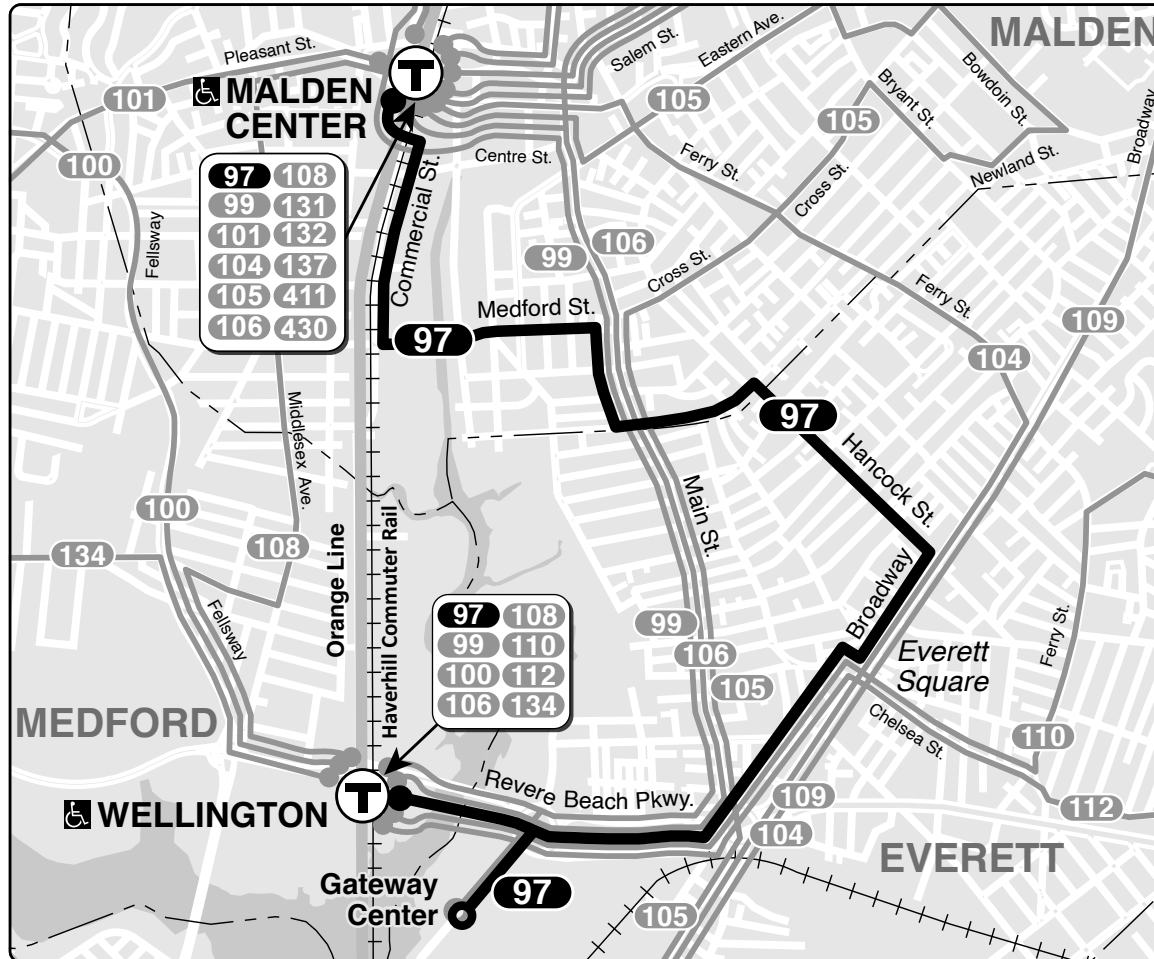 MALDEN
Pleasant St.
Salem St.
Eastern Ave.
Bowdoin St.
Bryant St.
Broadway
T
MALDEN
CENTER
101
105
105
100
Centre St.
Ferry St.
Newland St.
Cross St.
97 108
99 131
101 132
104 137
105 411
106 430
Commercial St.
Fellsway
99
106
Cross St.
Ferry St.
Medford St.
97
109
104
Middlesex Ave.
97
Hancock St.
Main St.
100
108
134
Orange Line
Haverhill Commuter Rail
Fellsway
97 108
99 110
100 112
106 134
99
106
105
Broadway
Everett
Square
Ferry St.
Chelsea St.
110
MEDFORD
T
WELLINGTON
Revere Beach Pkwy.
109
112
104
EVERETT
Gateway
Center
97
105